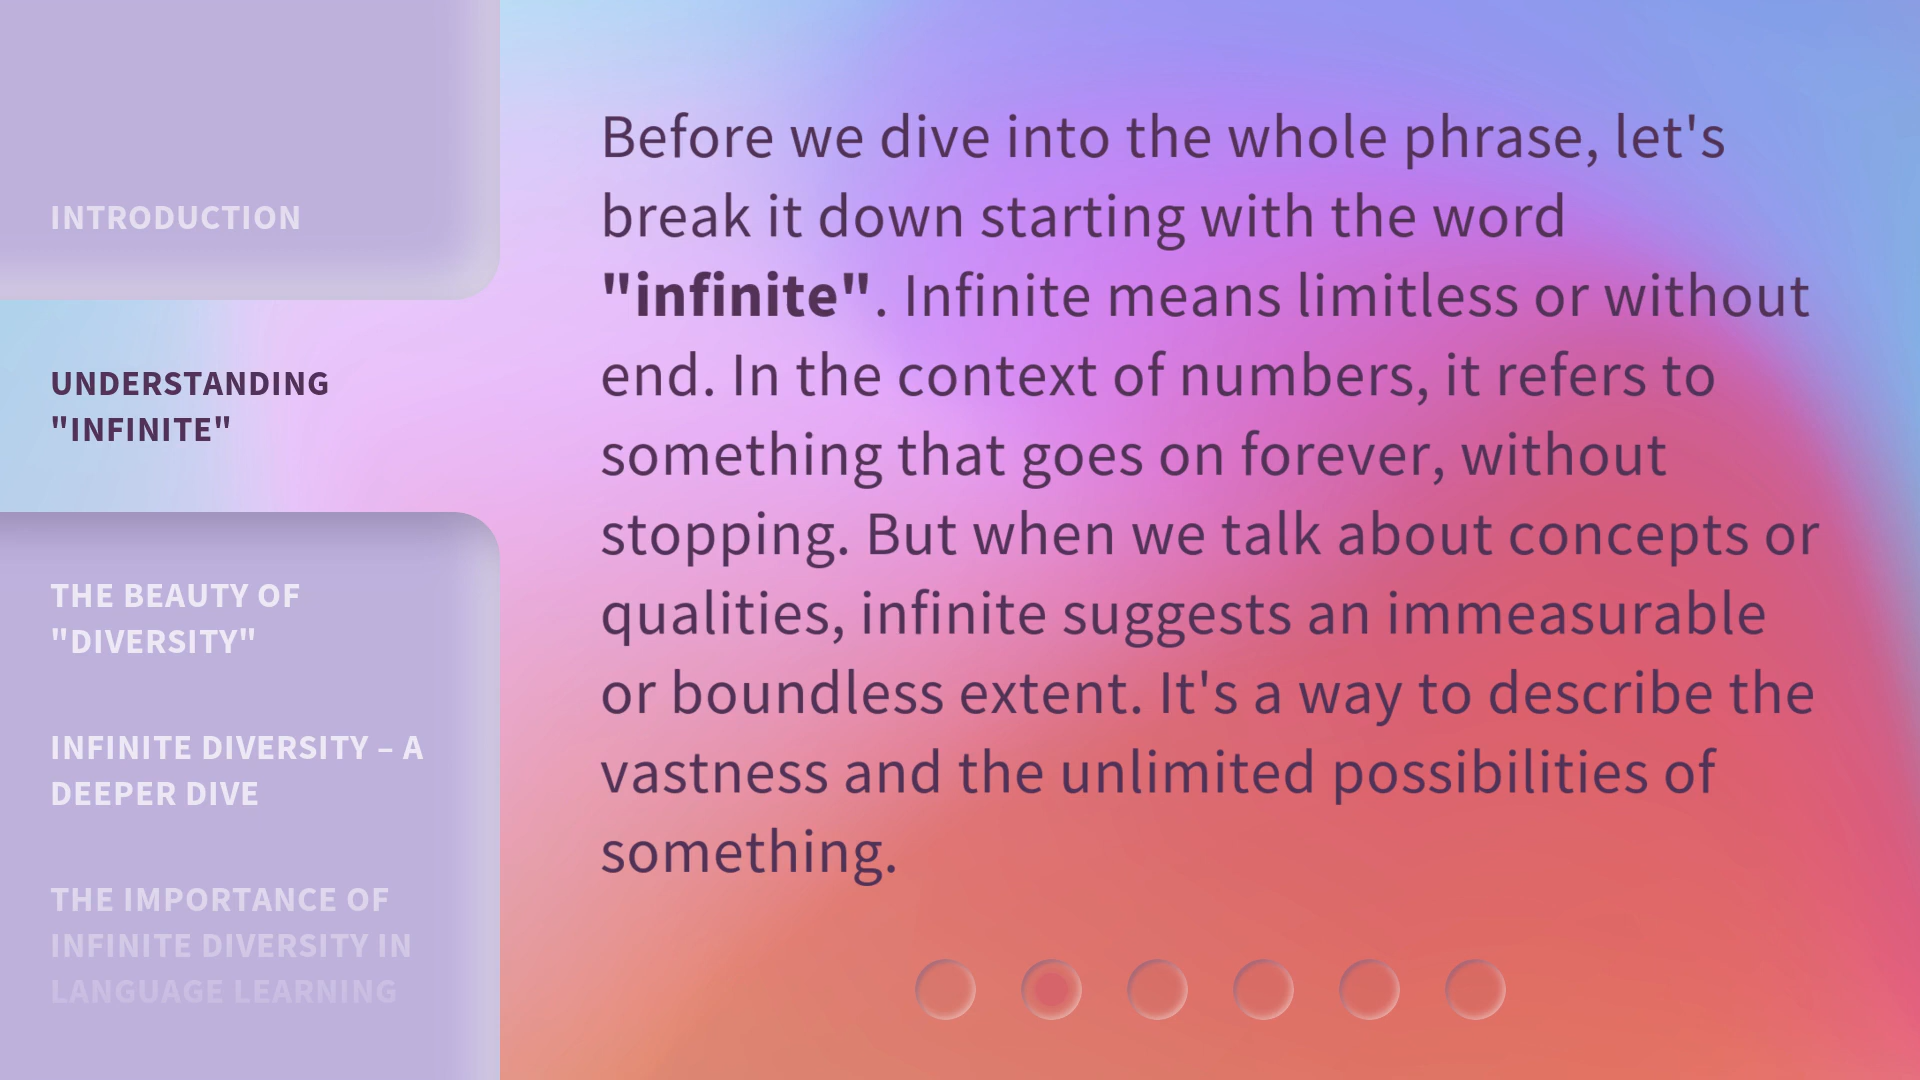 INTRODUCTION
UNDERSTANDING
"INFINITE"
THE BEAUTY OF
"DIVERSITY"
INFINITE DIVERSITY – A
DEEPER DIVE
THE IMPORTANCE OF
INFINITE DIVERSITY IN
LANGUAGE LEARNING
Before we dive into the whole phrase, let's
break it down starting with the word
"infinite". Infinite means limitless or without
end. In the context of numbers, it refers to
something that goes on forever, without
stopping. But when we talk about concepts or
qualities, infinite suggests an immeasurable
or boundless extent. It's a way to describe the
vastness and the unlimited possibilities of
something.